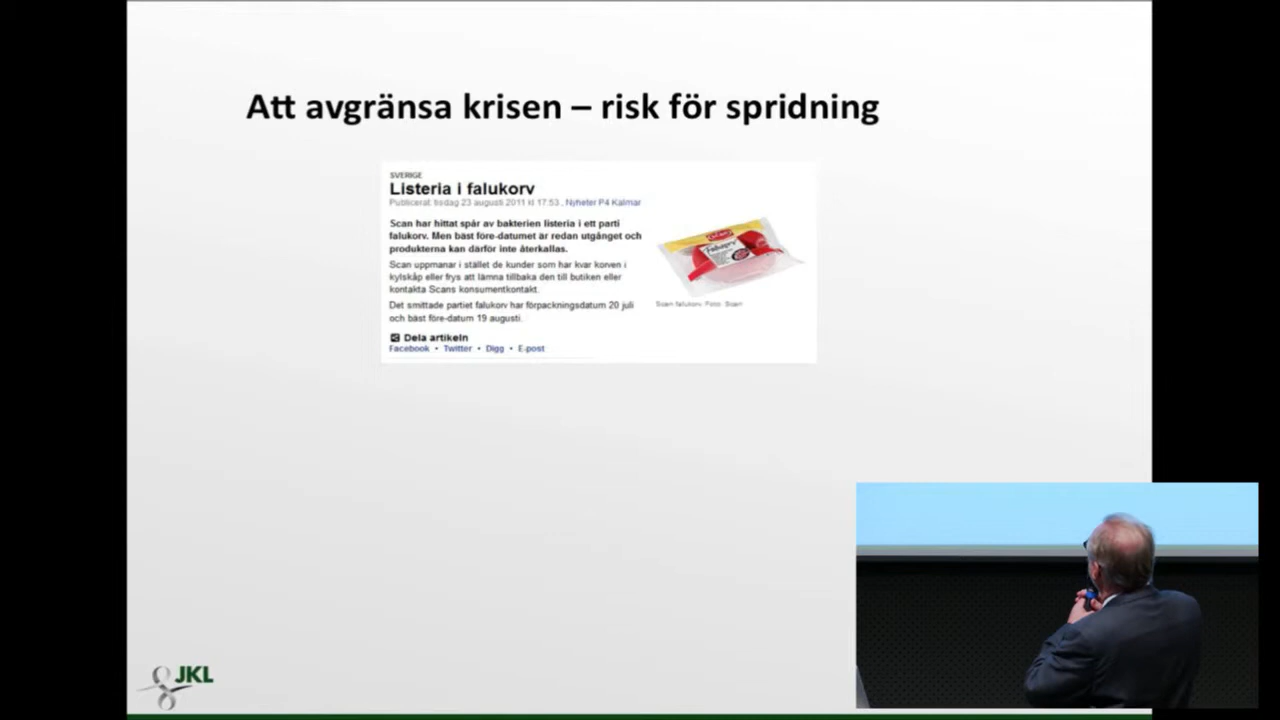 Att avgränsa krisen – risk för spridning
SVERIGE
Listeria i falukorv
Publicerat: tisdag 23 augusti 2011 kl 17:53 , Nyheter P4 Kalmar
Scan har hittat spår av bakterien listeria i ett parti
falukorv. Men bäst före-datumet är redan utgånget och
produkterna kan därför inte återkallas.
Scan uppmanar i stället de kunder som har kvar korven i
kylskåp eller frys att lämna tillbaka den till butiken eller
kontakta Scans konsumentkontakt.
Det smittade partiet falukorv har förpackningsdatum 20 juli
och bäst före-datum 19 augusti.
Falukorv
Scan falukorv. Foto: Scan
Dela artikeln
Facebook • Twitter • Digg • E-post
JKL